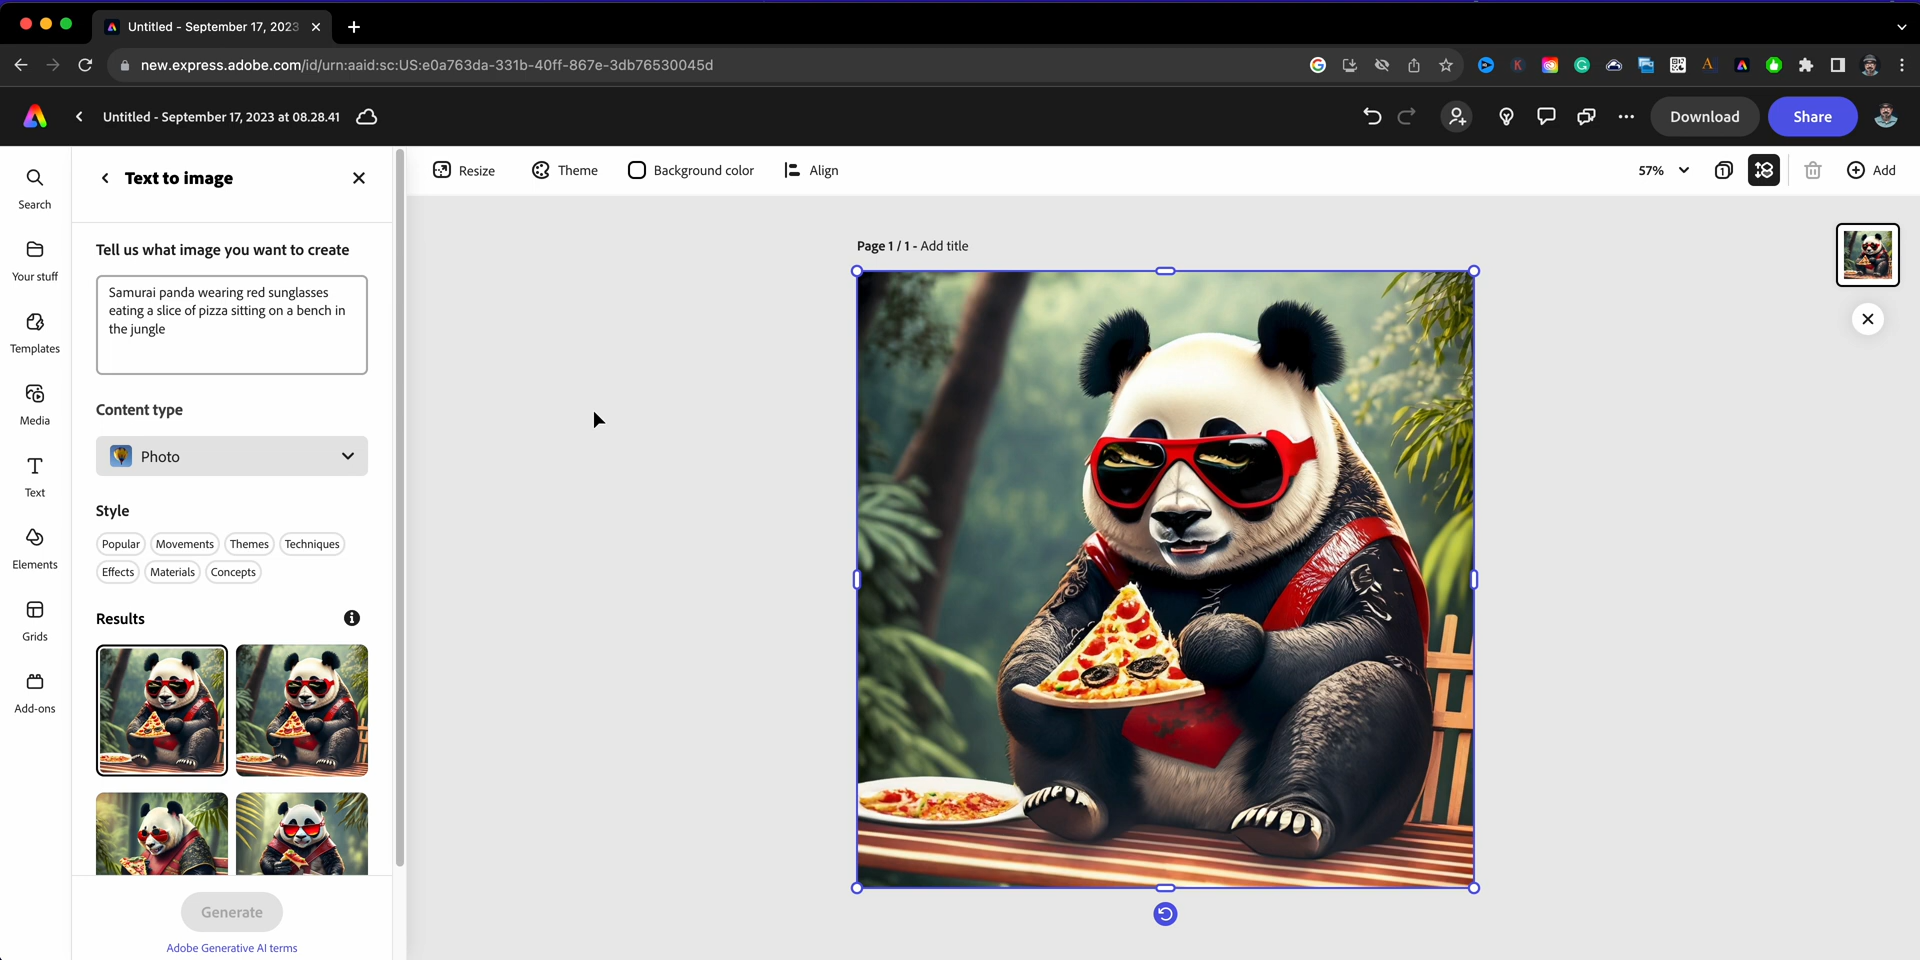 Untitled - September 17, 2023
new.express.adobe.com/id/urn:aaid:sc:US:e0a763da-331b-40ff-867e-3db76530045d
Untitled - September 17, 2023 at 08.28.41
Download
Share
Search
Your stuff
Templates
Media
Text
Elements
Grids
Add-ons
Text to image
Tell us what image you want to create
Samurai panda wearing red sunglasses
eating a slice of pizza sitting on a bench in
the jungle
Content type
Photo
Style
Popular
Movements
Themes
Techniques
Effects
Materials
Concepts
Results
Generate
Adobe Generative AI terms
Resize
Theme
Background color
Align
57%
1
Add
Page 1 / 1 - Add title